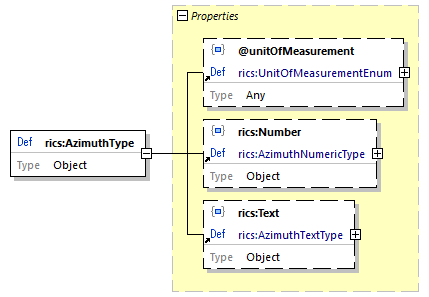 Properties
@unitOfMeasurement
Def rics:UnitOfMeasurementEnum
Type Any
Def rics:AzimuthType
Type Object
rics:Number
Def rics:AzimuthNumericType
Type Object
rics:Text
Def rics:AzimuthTextType
Type Object